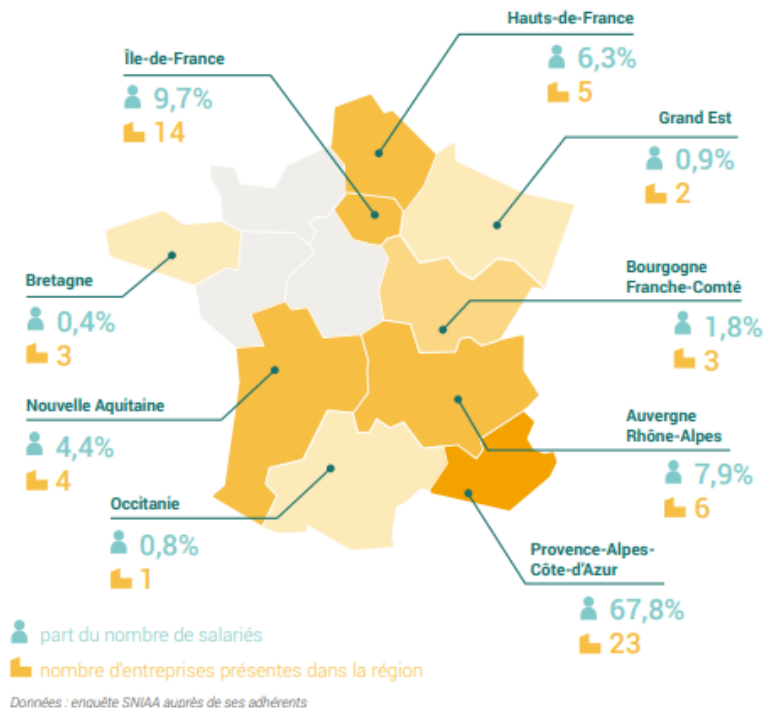 Hauts-de-France
6,3%
5
Île-de-France
9,7%
14
Grand Est
0,9%
2
Bretagne
0,4%
3
Bourgogne
Franche-Comté
1,8%
3
Nouvelle Aquitaine
4,4%
4
Auvergne
Rhône-Alpes
7,9%
6
Occitanie
0,8%
1
Provence-Alpes-
Côte-d'Azur
67,8%
23
part du nombre de salariés
nombre d'entreprises présentes dans la région
Données : enquête SNIAA auprès de ses adhérents